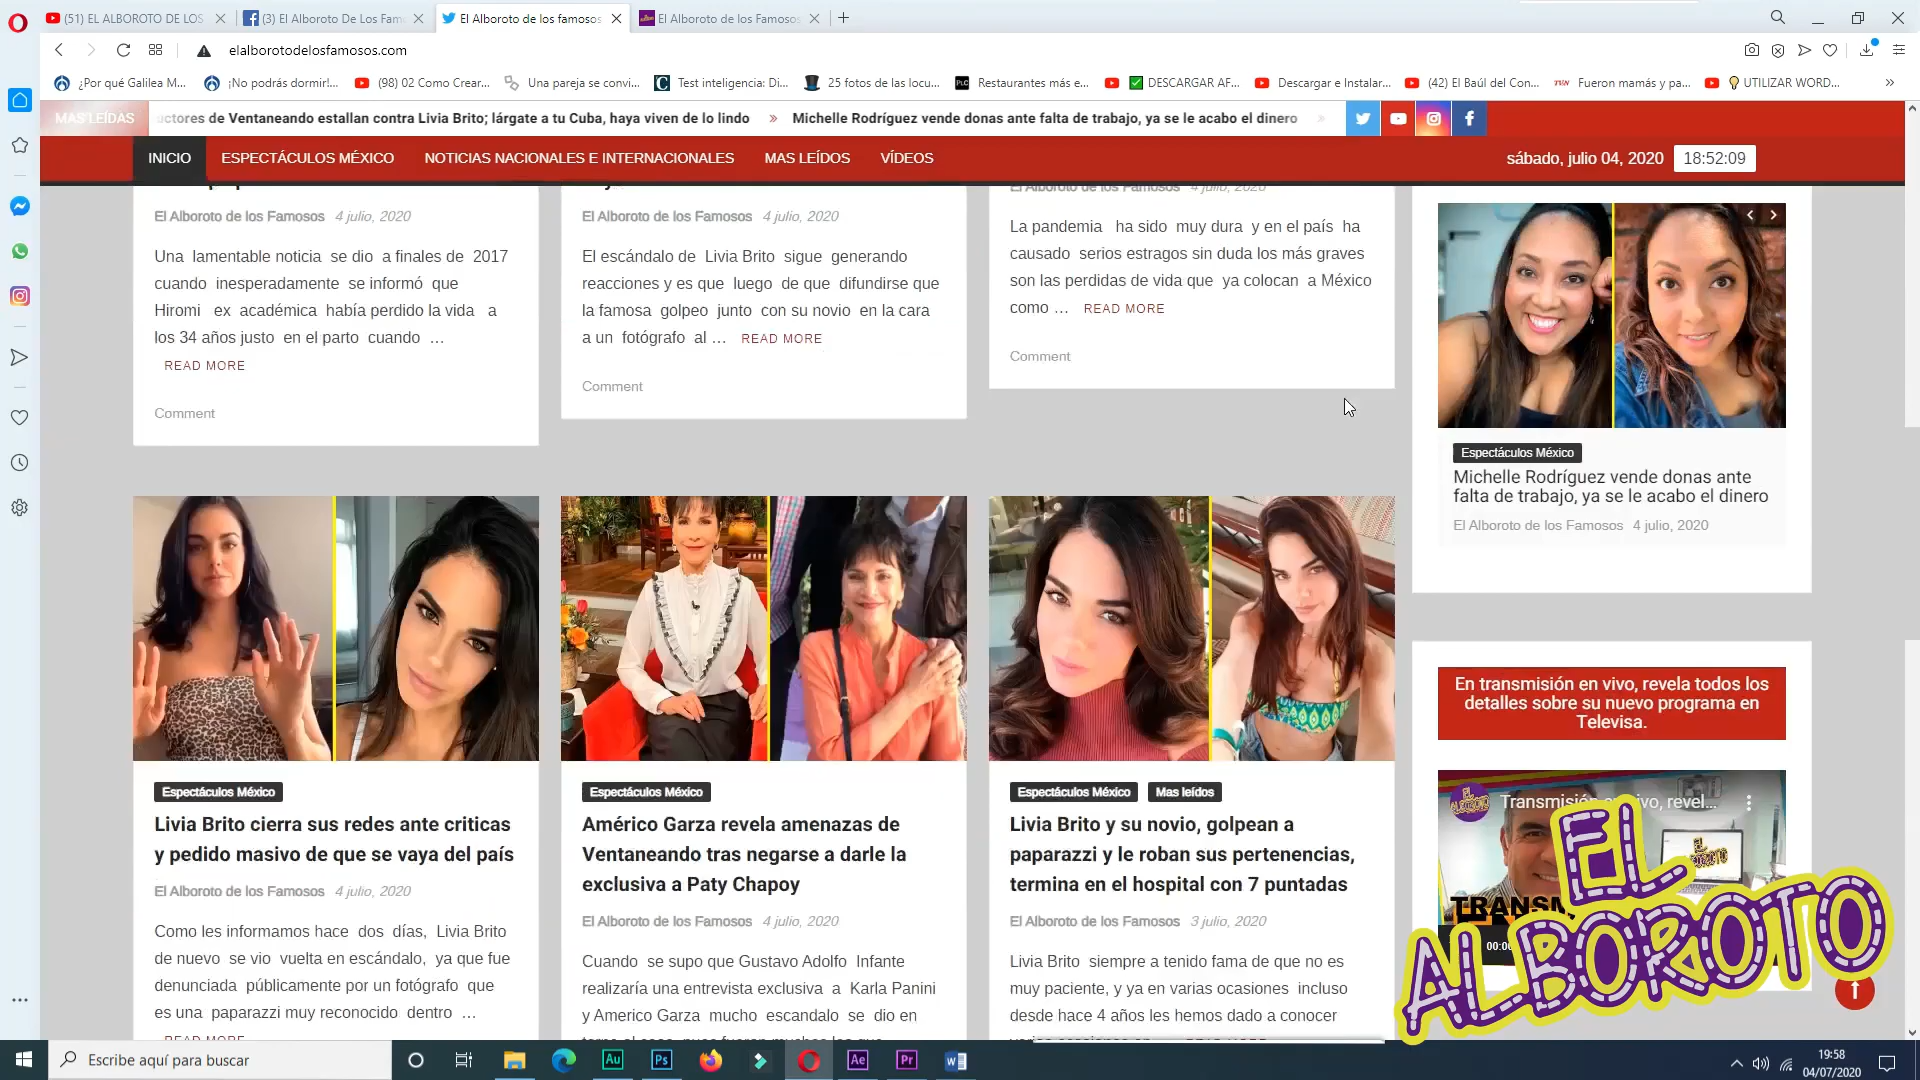 (51) EL ALBOROTO DE LOS
(3) El Alboroto De Los Fam
El Alboroto de los famosos
El Alboroto de los Famosos
elalborotodelosfamosos.com
¿Por qué Galilea M...
¡No podrás dormir!...
(98) 02 Como Crear...
Una pareja se convi...
Test inteligencia: Di...
25 fotos de las locu...
Restaurantes más e...
DESCARGAR AF...
Descargar e Instalar...
(42) El Baúl del Con...
Fueron mamás y pa...
UTILIZAR WORD...
MAS LEÍDAS
uctores de Ventaneando estallan contra Livia Brito; lárgate a tu Cuba, haya viven de lo lindo
Michelle Rodríguez vende donas ante falta de trabajo, ya se le acabo el dinero
INICIO
ESPECTÁCULOS MÉXICO
NOTICIAS NACIONALES E INTERNACIONALES
MAS LEÍDOS
VÍDEOS
sábado, julio 04, 2020
18:52:09
El Alboroto de los Famosos 4 julio, 2020
Una lamentable noticia se dio a finales de 2017
cuando inesperadamente se informó que
Hiromi ex académica había perdido la vida a
los 34 años justo en el parto cuando …
READ MORE
Comment
El Alboroto de los Famosos 4 julio, 2020
El escándalo de Livia Brito sigue generando
reacciones y es que luego de que difundirse que
la famosa golpeo junto con su novio en la cara
a un fotógrafo al … READ MORE
Comment
El Alboroto de los Famosos 4 julio, 2020
La pandemia ha sido muy dura y en el país ha
causado serios estragos sin duda los más graves
son las perdidas de vida que ya colocan a México
como … READ MORE
Comment
Espectáculos México
Michelle Rodríguez vende donas ante
falta de trabajo, ya se le acabo el dinero
El Alboroto de los Famosos 4 julio, 2020
Espectáculos México
Livia Brito cierra sus redes ante criticas
y pedido masivo de que se vaya del país
El Alboroto de los Famosos 4 julio, 2020
Como les informamos hace dos días, Livia Brito
de nuevo se vio vuelta en escándalo, ya que fue
denunciada públicamente por un fotógrafo que
es una paparazzi muy reconocido dentro …
READ MORE
Espectáculos México
Américo Garza revela amenazas de
Ventaneando tras negarse a darle la
exclusiva a Paty Chapoy
El Alboroto de los Famosos 4 julio, 2020
Cuando se supo que Gustavo Adolfo Infante
realizaría una entrevista exclusiva a Karla Panini
y Americo Garza mucho escandalo se dio en
Espectáculos México
Mas leídos
Livia Brito y su novio, golpean a
paparazzi y le roban sus pertenencias,
termina en el hospital con 7 puntadas
El Alboroto de los Famosos 3 julio, 2020
Livia Brito siempre a tenido fama de que no es
muy paciente, y ya en varias ocasiones incluso
desde hace 4 años les hemos dado a conocer
En transmisión en vivo, revela todos los
detalles sobre su nuevo programa en
Televisa.
EL
ALBOROTO
Escribe aquí para buscar
Au
Ps
Ae
Pr
19:58
04/07/2020